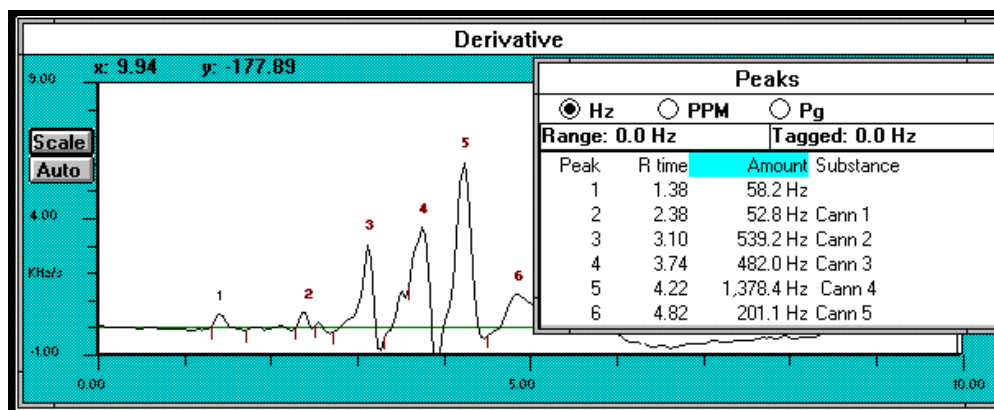 Derivative
x: 9.94 y: -177.89
9.00
Scale
Auto
4.00
KHz/s
-1.00
0.00 5.00 10.00
1 2 3 4 5 6
Peaks
Hz PPM Pg
Range: 0.0 Hz Tagged: 0.0 Hz
Peak R time Amount Substance
1 1.38 58.2 Hz
2 2.38 52.8 Hz Cann 1
3 3.10 539.2 Hz Cann 2
4 3.74 482.0 Hz Cann 3
5 4.22 1,378.4 Hz Cann 4
6 4.82 201.1 Hz Cann 5